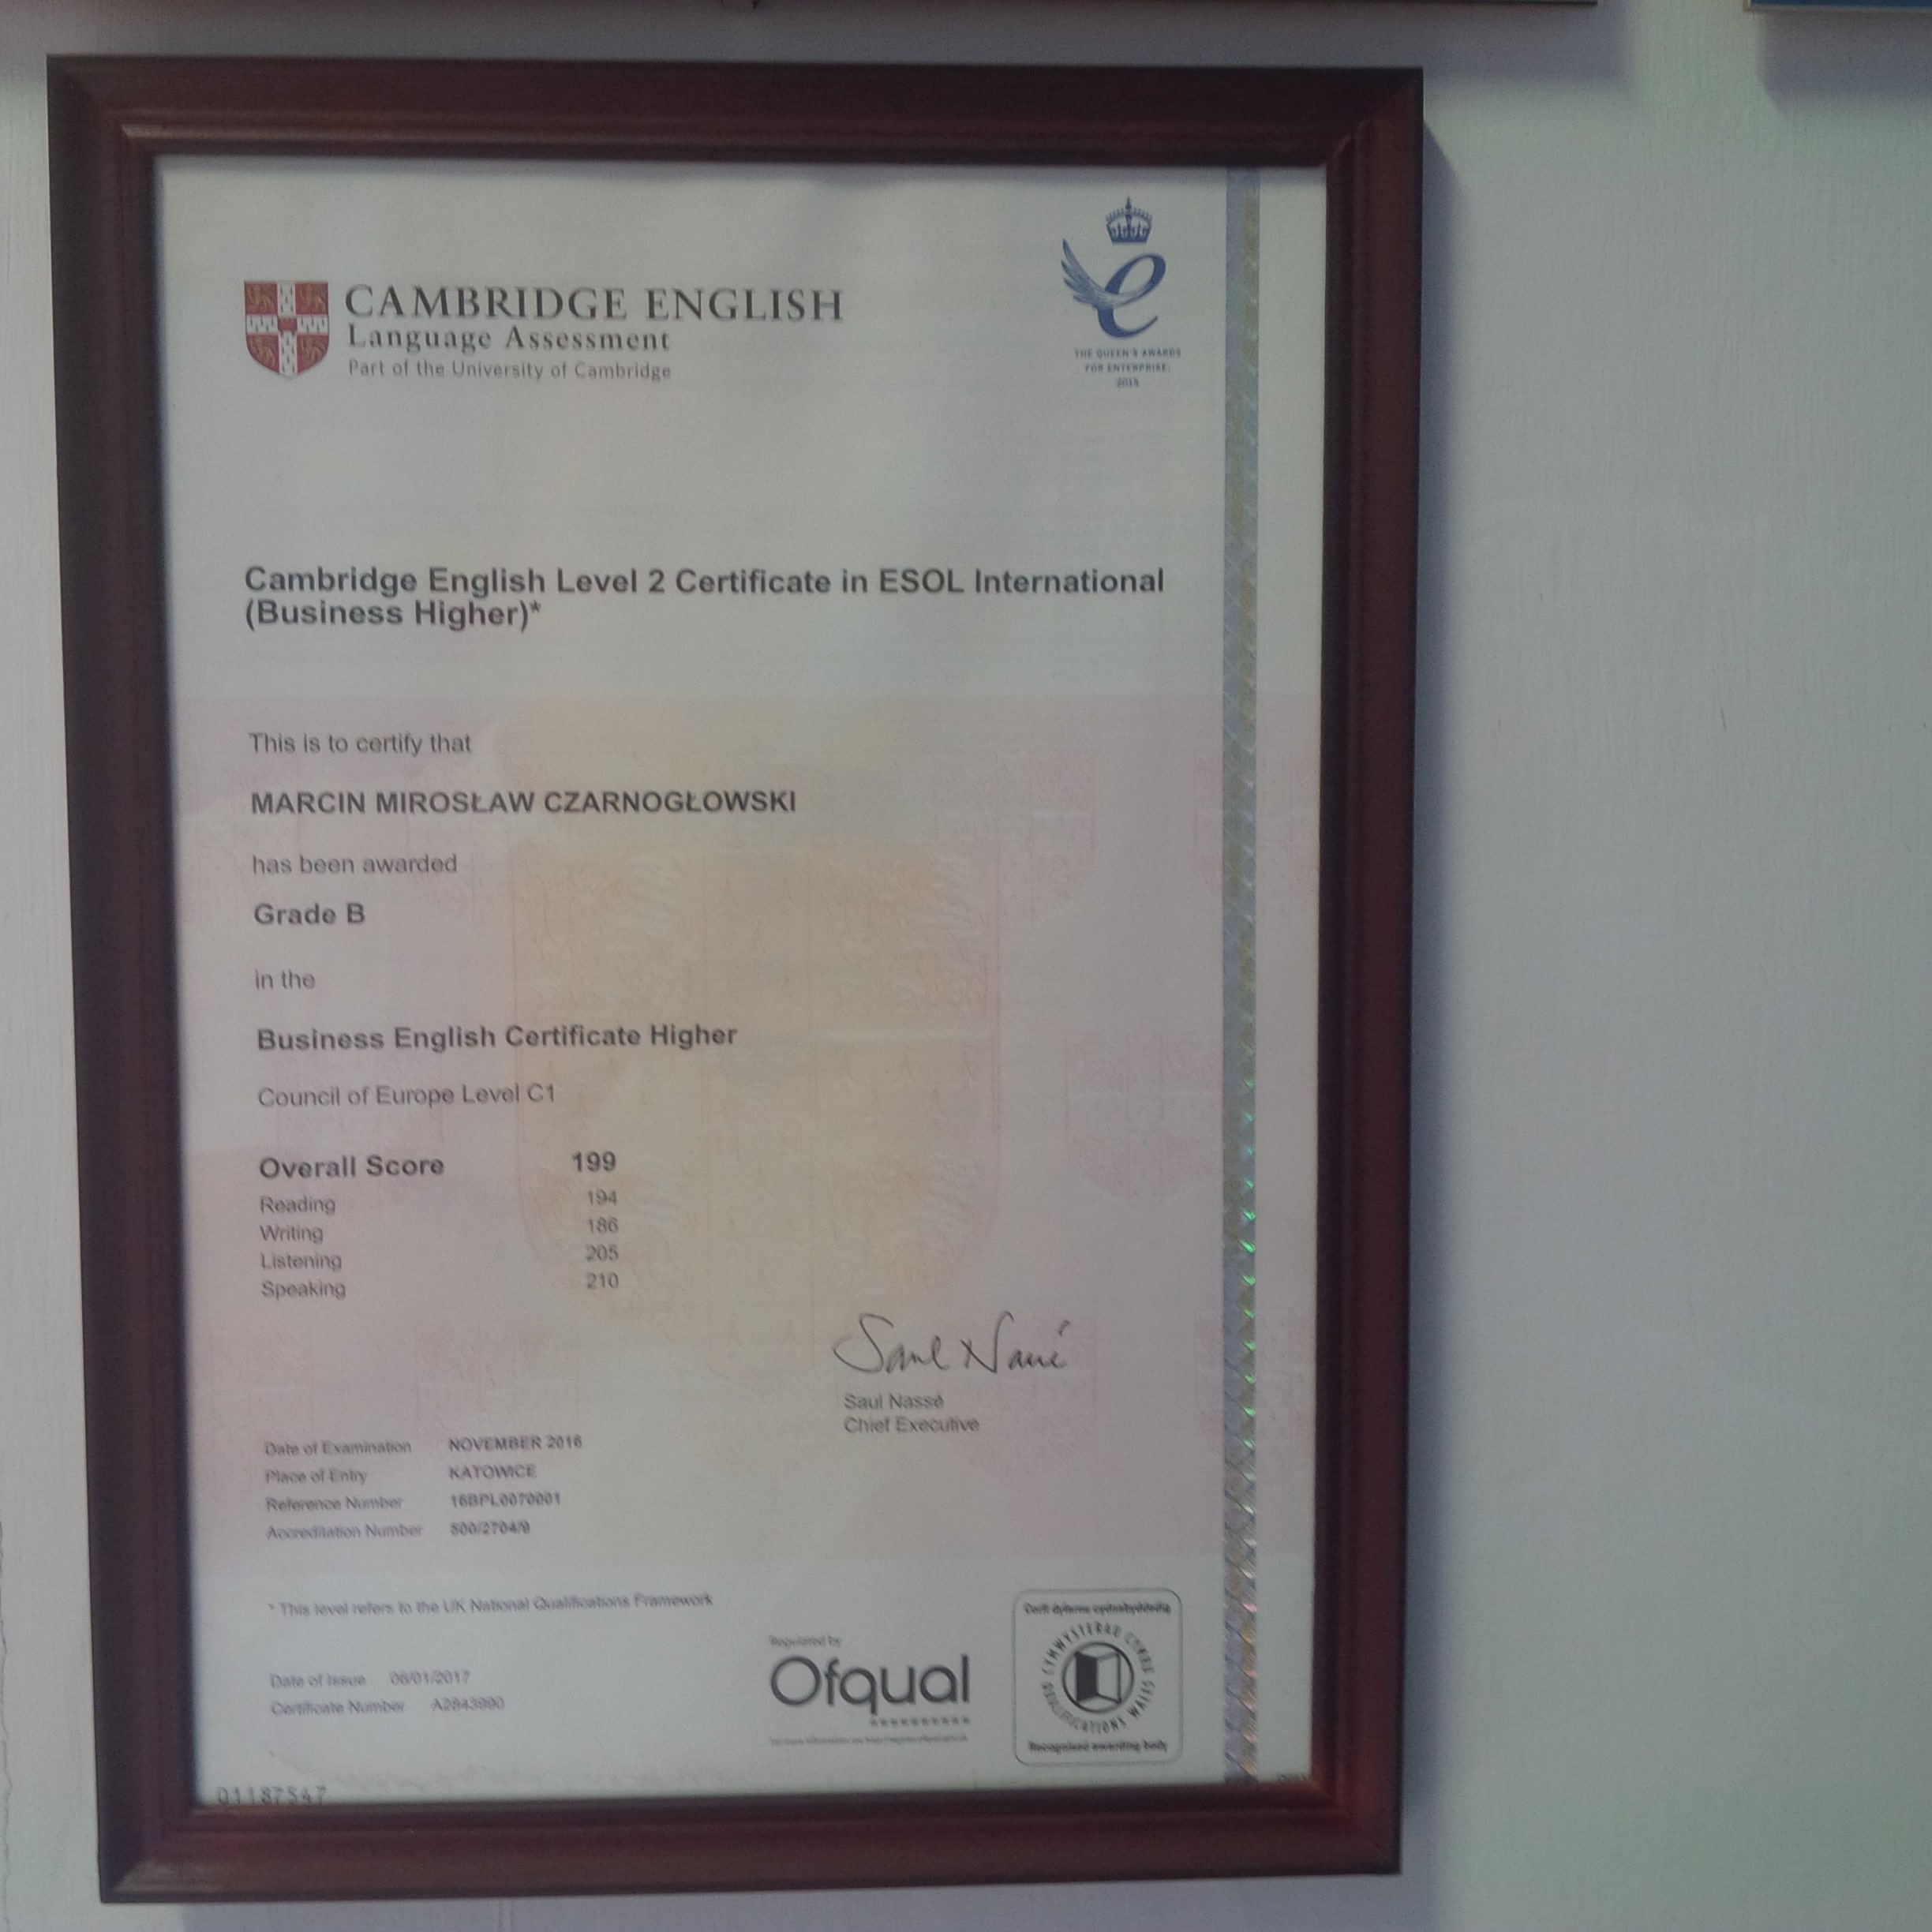 CAMBRIDGE ENGLISH
Language Assessment
Part of the University of Cambridge
THE QUEEN'S AWARDS
FOR ENTERPRISE:
2015
Cambridge English Level 2 Certificate in ESOL International
(Business Higher)*
This is to certify that
MARCIN MIROSŁAW CZARNOGŁOWSKI
has been awarded
Grade B
in the
Business English Certificate Higher
Council of Europe Level C1
Overall Score 199
Reading 194
Writing 186
Listening 205
Speaking 210
Saul Nassé
Saul Nassé
Chief Executive
Date of Examination NOVEMBER 2016
Place of Entry KATOWICE
Reference Number 16BPL0070001
Accreditation Number 500/2704/9
* This level refers to the UK National Qualifications Framework
Date of Issue 06/01/2017
Certificate Number
Regulated by
Ofqual
CYMWYSTERAU CYMRU
QUALIFICATIONS WALES
Recognised awarding body
01187547